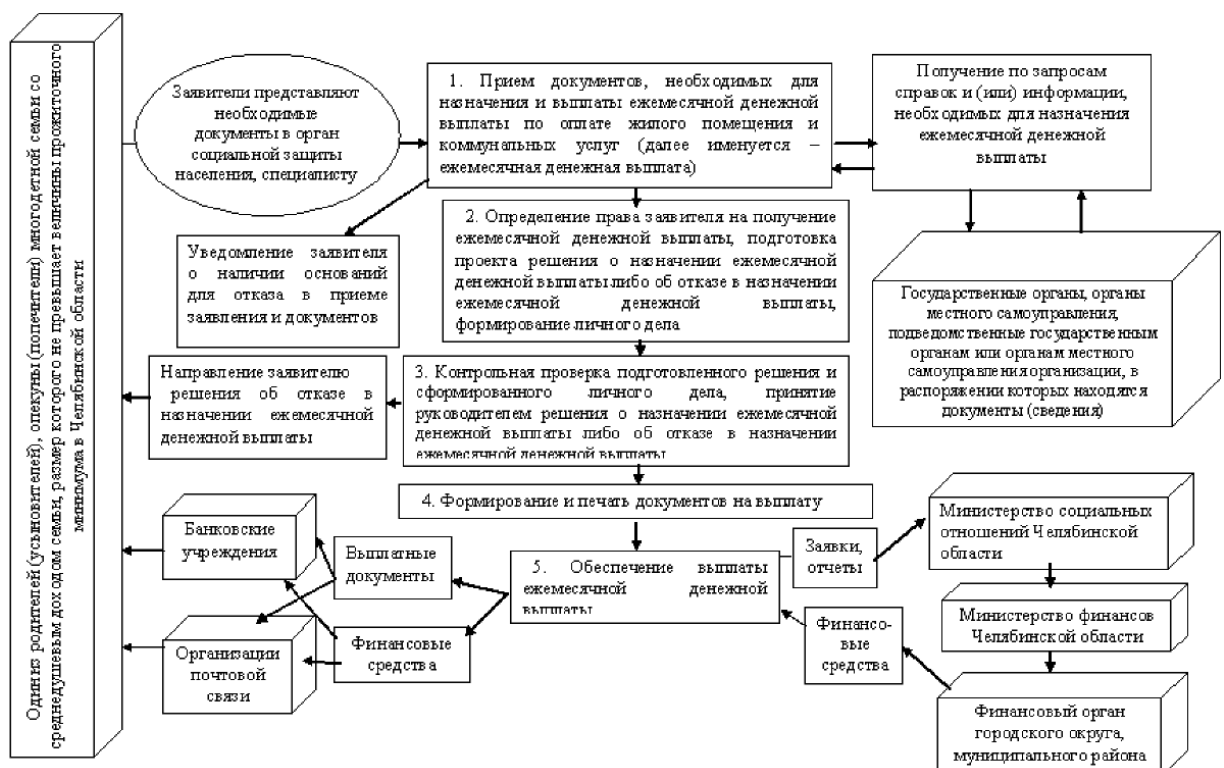 Один из родителей (усыновителей), опекуны (попечители) многодетной семьи со
среднедушевым доходом семьи, размер которого не превышает величины прожиточного
минимума в Челябинской области
Заявители представляют
необходимые
документы в орган
социальной защиты
населения, специалисту
1. Прием документов, необходимых для
назначения и выплаты ежемесячной денежной
выплаты по оплате жилого помещения и
коммунальных услуг (далее именуется –
ежемесячная денежная выплата)
Получение по запросам
справок и (или) информации,
необходимых для назначения
ежемесячной денежной
выплаты
Уведомление заявителя
о наличии оснований
для отказа в приеме
заявления и документов
2. Определение права заявителя на получение
ежемесячной денежной выплаты, подготовка
проекта решения о назначении ежемесячной
денежной выплаты либо об отказе в назначении
ежемесячной денежной выплаты,
формирование личного дела
Государственные органы, органы
местного самоуправления,
подведомственные государственным
органам или органам местного
самоуправления организации, в
распоряжении которых находятся
документы (сведения)
Направление заявителю
решения об отказе в
назначении ежемесячной
денежной выплаты
3. Контрольная проверка подготовленного решения и
сформированного личного дела, принятие
руководителем решения о назначении ежемесячной
денежной выплаты либо об отказе в назначении
ежемесячной денежной выплаты
4. Формирование и печать документов на выплату
Банковские
учреждения
Выплатные
документы
5. Обеспечение выплаты
ежемесячной денежной
выплаты
Заявки,
отчеты
Министерство социальных
отношений Челябинской
области
Министерство финансов
Челябинской области
Организации
почтовой
связи
Финансовые
средства
Финансо-
вые
средства
Финансовый орган
городского округа,
муниципального района